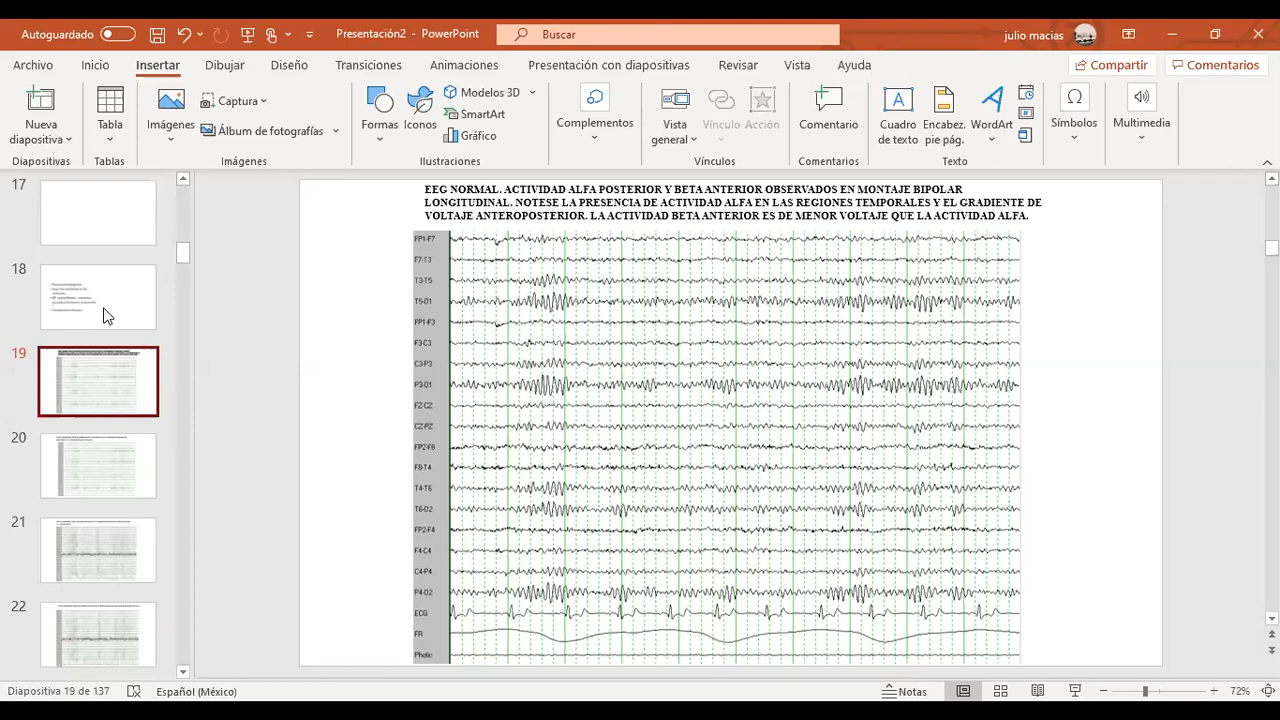 Autoguardado
Presentación2 - PowerPoint
Buscar
julio macias
Archivo Inicio Insertar Dibujar Diseño Transiciones Animaciones Presentación con diapositivas Revisar Vista Ayuda
Compartir Comentarios
Nueva diapositiva
Tabla
Imágenes
Captura
Álbum de fotografías
Formas
Iconos
Modelos 3D
SmartArt
Gráfico
Complementos
Vista general
Vínculo
Acción
Comentario
Cuadro de texto
Encabez. pie pág.
WordArt
Símbolos
Multimedia
Diapositivas Tablas Imágenes Ilustraciones Vínculos Comentarios Texto
17
18
19
20
21
22
EEG NORMAL. ACTIVIDAD ALFA POSTERIOR Y BETA ANTERIOR OBSERVADOS EN MONTAJE BIPOLAR
LONGITUDINAL. NOTESE LA PRESENCIA DE ACTIVIDAD ALFA EN LAS REGIONES TEMPORALES Y EL GRADIENTE DE
VOLTAJE ANTEROPOSTERIOR. LA ACTIVIDAD BETA ANTERIOR ES DE MENOR VOLTAJE QUE LA ACTIVIDAD ALFA.
FP1-F7
F7-T3
T3-T5
T5-O1
FP1-F3
F3-C3
C3-P3
P3-O1
FZ-CZ
CZ-PZ
FP2-F8
F8-T4
T4-T6
T6-O2
FP2-F4
F4-C4
C4-P4
P4-O2
ECG
Photic
Diapositiva 19 de 137
Español (México)
Notas
72%